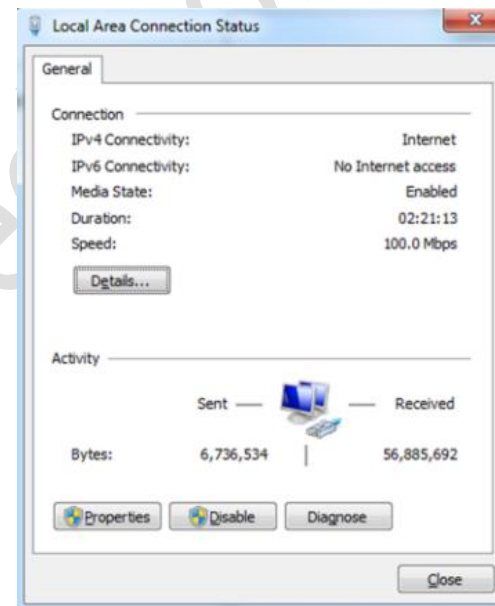 Local Area Connection Status
General
Connection
IPv4 Connectivity: Internet
IPv6 Connectivity: No Internet access
Media State: Enabled
Duration: 02:21:13
Speed: 100.0 Mbps
Details...
Activity
Sent — — Received
Bytes: 6,736,534 | 56,885,692
Properties Disable Diagnose
Close